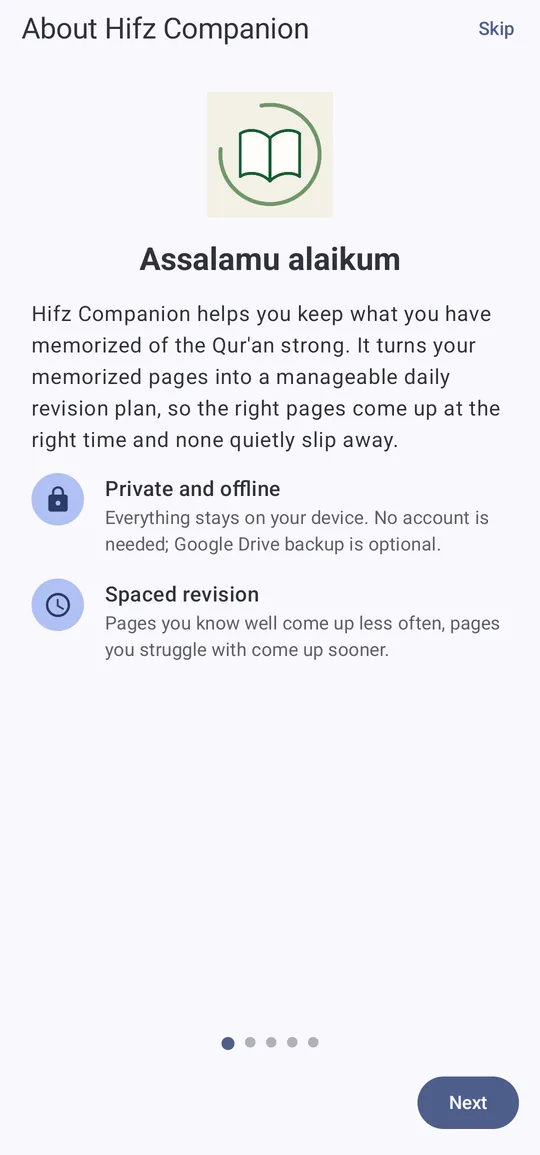 About Hifz Companion
Skip
Assalamu alaikum
Hifz Companion helps you keep what you have
memorized of the Qur'an strong. It turns your
memorized pages into a manageable daily
revision plan, so the right pages come up at the
right time and none quietly slip away.
Private and offline
Everything stays on your device. No account is
needed; Google Drive backup is optional.
Spaced revision
Pages you know well come up less often, pages
you struggle with come up sooner.
Next